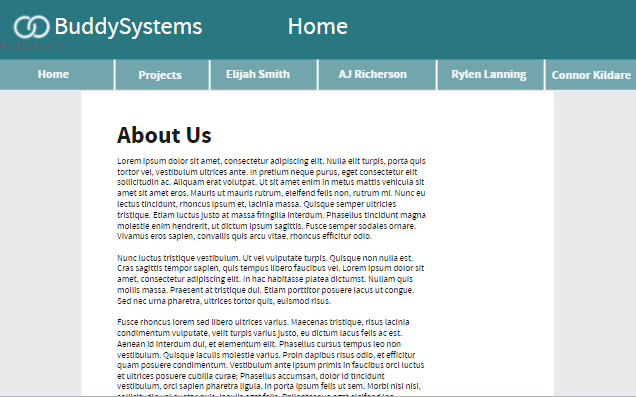 BuddySystems
Home
Home
Projects
Elijah Smith
AJ Richerson
Rylen Lanning
Connor Kildare
About Us
Lorem ipsum dolor sit amet, consectetur adipiscing elit. Nulla elit turpis, porta quis
tortor vel, vestibulum ultrices ante. In pretium neque purus, eget consectetur elit
sollicitudin ac. Aliquam erat volutpat. Ut sit amet enim in metus mattis vehicula sit
amet sit amet eros. Mauris ut mauris rutrum, eleifend felis non, rutrum mi. Nunc eu
lectus tincidunt, rhoncus ipsum et, lacinia massa. Quisque semper ultricies
tristique. Etiam luctus justo at massa fringilla interdum. Phasellus tincidunt magna
molestie enim hendrerit, ut dictum ipsum sagittis. Fusce semper sodales ornare.
Vivamus eros sapien, convallis quis arcu vitae, rhoncus efficitur odio.
Nunc luctus tristique vestibulum. Ut vel vulputate turpis. Quisque non nulla est.
Cras sagittis tempor sapien, quis tempus libero faucibus vel. Lorem ipsum dolor sit
amet, consectetur adipiscing elit. In hac habitasse platea dictumst. Nullam quis
mollis massa. Praesent at tristique dui. Etiam porttitor posuere lacus ut congue.
Sed nec urna pharetra, ultrices tortor quis, euismod risus.
Fusce rhoncus lorem sed libero ultrices varius. Maecenas tristique, risus lacinia
condimentum vulputate, velit turpis varius justo, eu dictum lacus felis ac est.
Aenean id interdum dui, et elementum elit. Phasellus cursus tempus leo non
vestibulum. Quisque iaculis molestie varius. Proin dapibus risus odio, et efficitur
quam posuere condimentum. Vestibulum ante ipsum primis in faucibus orci luctus
et ultrices posuere cubilia curae; Phasellus accumsan, dolor id tincidunt
vestibulum, orci sapien pharetra ligula, in porta ipsum felis ut sem. Morbi nisi nisi,